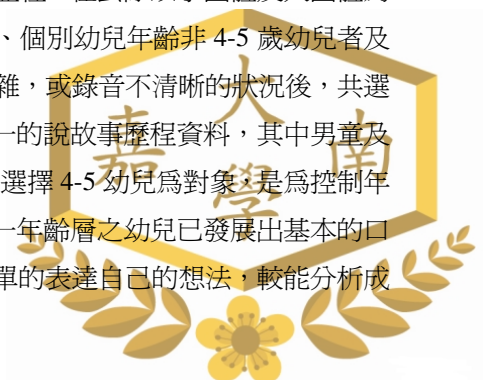 、個別幼兒年齡非 4-5 歲幼兒者及
雜，或錄音不清晰的狀況後，共選
一的說故事歷程資料，其中男童及
選擇 4-5 幼兒為對象，是為控制年
一年齡層之幼兒已發展出基本的口
單的表達自己的想法，較能分析成
嘉
大
南
學